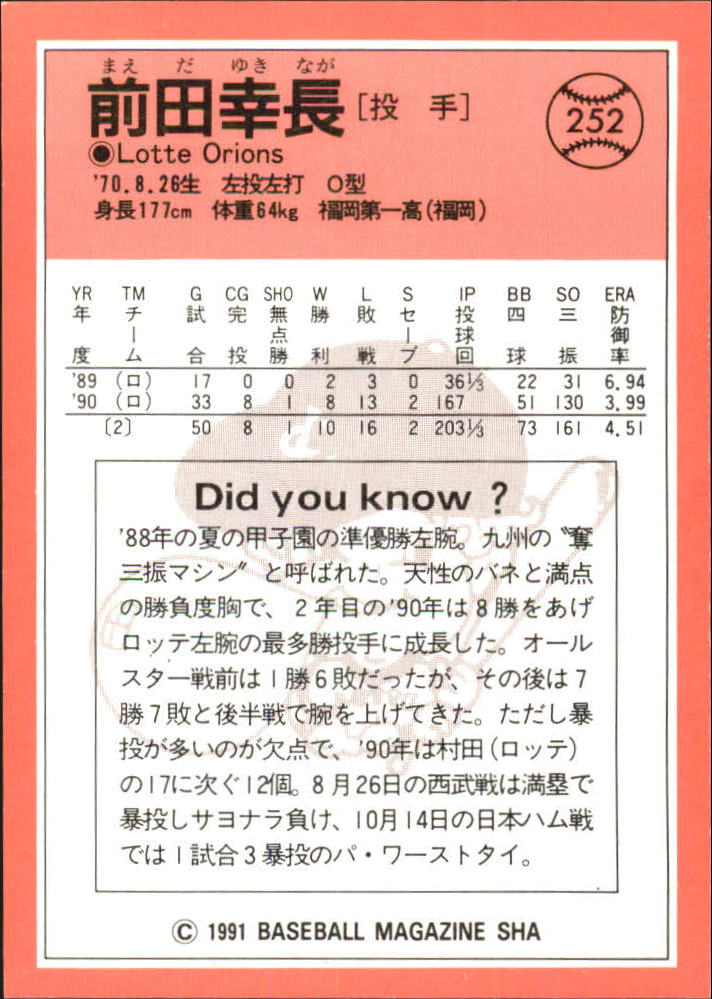 まえ だ ゆき なが
前田幸長[投 手]
252
●Lotte Orions
'70.8.26生 左投左打 O型
身長177cm 体重64kg 福岡第一高(福岡)
YR TM G CG SHO W L S IP BB SO ERA
年度 チーム 試合 完投 無点勝 勝利 敗戦 セーブ 投球回 四球 三振 防御率
'89 (ロ) 17 0 0 2 3 0 36⅓ 22 31 6.94
'90 (ロ) 33 8 1 8 13 2 167 51 130 3.99
〔2〕 50 8 1 10 16 2 203⅓ 73 161 4.51
Did you know ?
'88年の夏の甲子園の準優勝左腕。九州の〝奪
三振マシン〞と呼ばれた。天性のバネと満点
の勝負度胸で、2年目の'90年は8勝をあげ
ロッテ左腕の最多勝投手に成長した。オール
スター戦前は1勝6敗だったが、その後は7
勝7敗と後半戦で腕を上げてきた。ただし暴
投が多いのが欠点で、'90年は村田(ロッテ)
の17に次ぐ12個。8月26日の西武戦は満塁で
暴投しサヨナラ負け、10月14日の日本ハム戦
では1試合3暴投のパ・ワーストタイ。
© 1991 BASEBALL MAGAZINE SHA